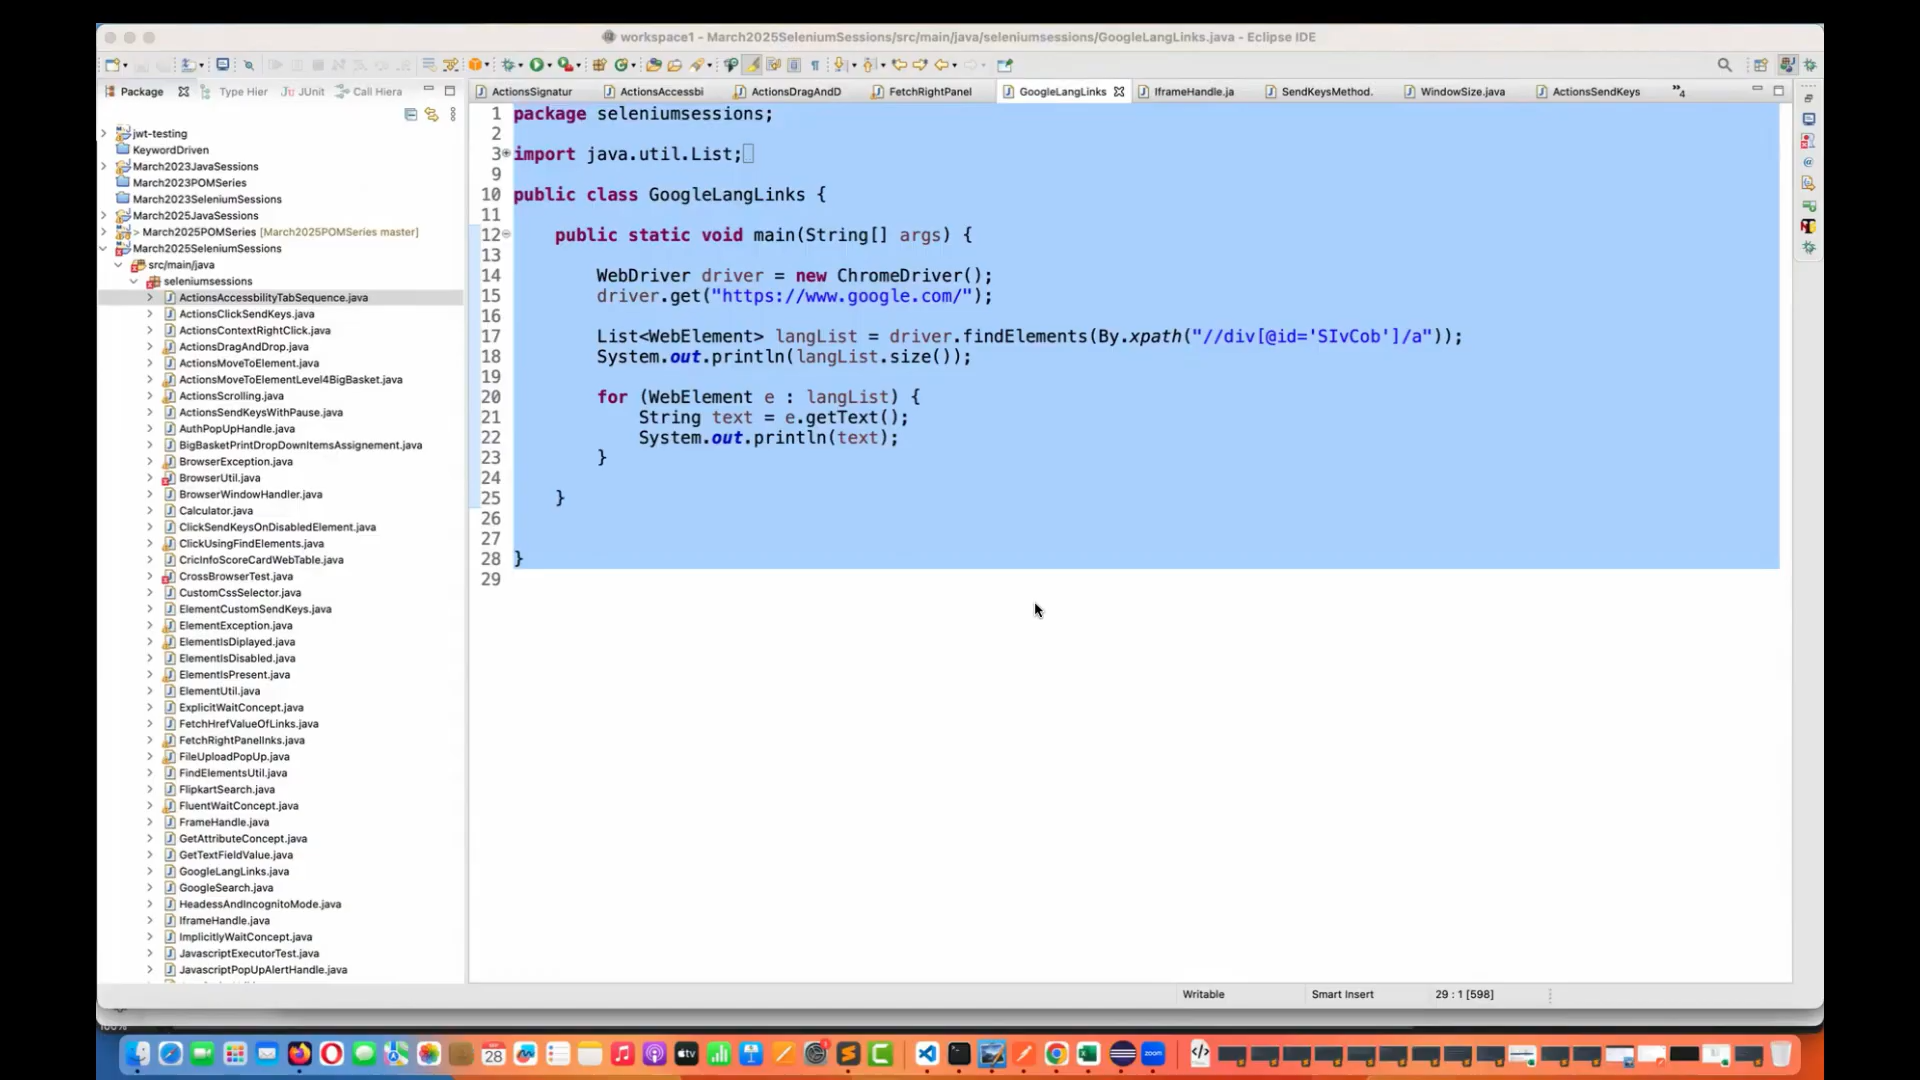 workspace1 - March2025SeleniumSessions/src/main/java/seleniumsessions/GoogleLangLinks.java - Eclipse IDE
Package
Type Hier
JUnit
Call Hiera
ActionsSignatur
ActionsAccessbi
ActionsDragAndD
FetchRightPanel
GoogleLangLinks
IframeHandle.ja
SendKeysMethod.
WindowSize.java
ActionsSendKeys
4
jwt-testing
KeywordDriven
March2023JavaSessions
March2023POMSeries
March2023SeleniumSessions
March2025JavaSessions
> March2025POMSeries [March2025POMSeries master]
March2025SeleniumSessions
src/main/java
seleniumsessions
ActionsAccessbilityTabSequence.java
ActionsClickSendKeys.java
ActionsContextRightClick.java
ActionsDragAndDrop.java
ActionsMoveToElement.java
ActionsMoveToElementLevel4BigBasket.java
ActionsScrolling.java
ActionsSendKeysWithPause.java
AuthPopUpHandle.java
BigBasketPrintDropDownItemsAssignement.java
BrowserException.java
BrowserUtil.java
BrowserWindowHandler.java
Calculator.java
ClickSendKeysOnDisabledElement.java
ClickUsingFindElements.java
CricInfoScoreCardWebTable.java
CrossBrowserTest.java
CustomCssSelector.java
ElementCustomSendKeys.java
ElementException.java
ElementIsDiplayed.java
ElementIsDisabled.java
ElementIsPresent.java
ElementUtil.java
ExplicitWaitConcept.java
FetchHrefValueOfLinks.java
FetchRightPanelInks.java
FileUploadPopUp.java
FindElementsUtil.java
FlipkartSearch.java
FluentWaitConcept.java
FrameHandle.java
GetAttributeConcept.java
GetTextFieldValue.java
GoogleLangLinks.java
GoogleSearch.java
HeadessAndIncognitoMode.java
IframeHandle.java
ImplicitlyWaitConcept.java
JavascriptExecutorTest.java
JavascriptPopUpAlertHandle.java
1 package seleniumsessions;
2
3 import java.util.List;
9
10 public class GoogleLangLinks {
11
12 public static void main(String[] args) {
13
14 WebDriver driver = new ChromeDriver();
15 driver.get("https://www.google.com/");
16
17 List<WebElement> langList = driver.findElements(By.xpath("//div[@id='SIvCob']/a"));
18 System.out.println(langList.size());
19
20 for (WebElement e : langList) {
21 String text = e.getText();
22 System.out.println(text);
23 }
24
25 }
26
27
28 }
29
Writable
Smart Insert
29 : 1 [598]
100%
28
tv
zoom